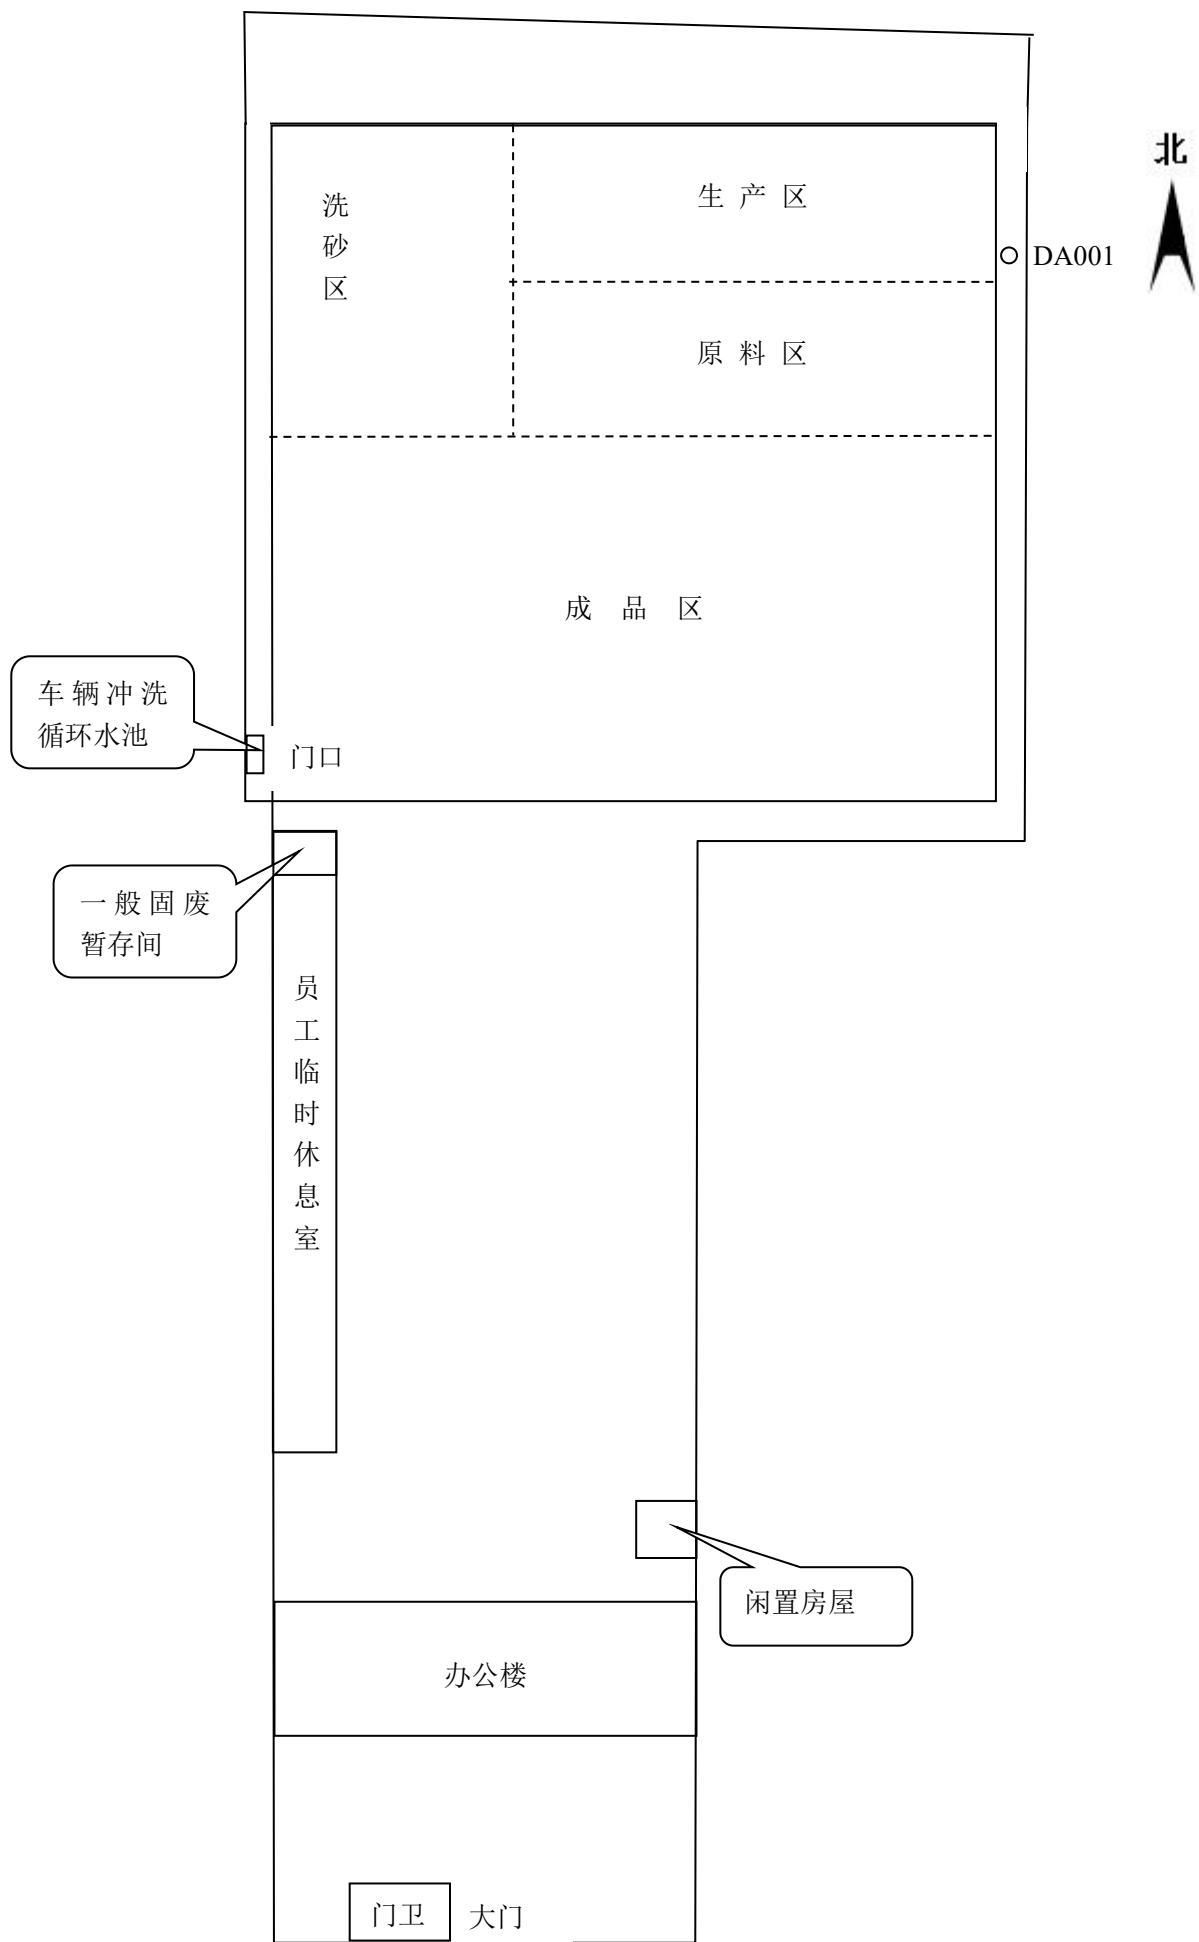 北
洗
砂
区
生 产 区
DA001
原 料 区
成 品 区
车辆冲洗
循环水池
门口
一般固废
暂存间
员
工
临
时
休
息
室
闲置房屋
办公楼
门卫
大门